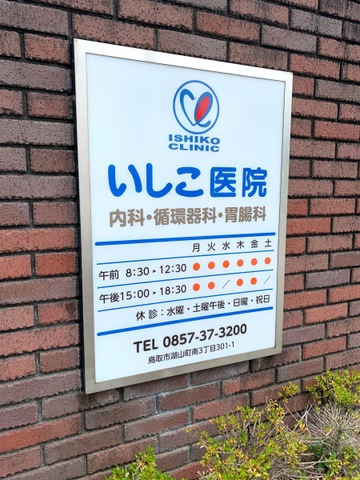 ISHIKO
CLINIC
いしこ医院
内科・循環器科・胃腸科
月 火 水 木 金 土
午前 8:30▸12:30 ● ● ● ● ● ●
午後 15:00▸18:30 ● ● / ● ● /
休診：水曜・土曜午後・日曜・祝日
TEL 0857-37-3200
鳥取市湖山町南3丁目301-1